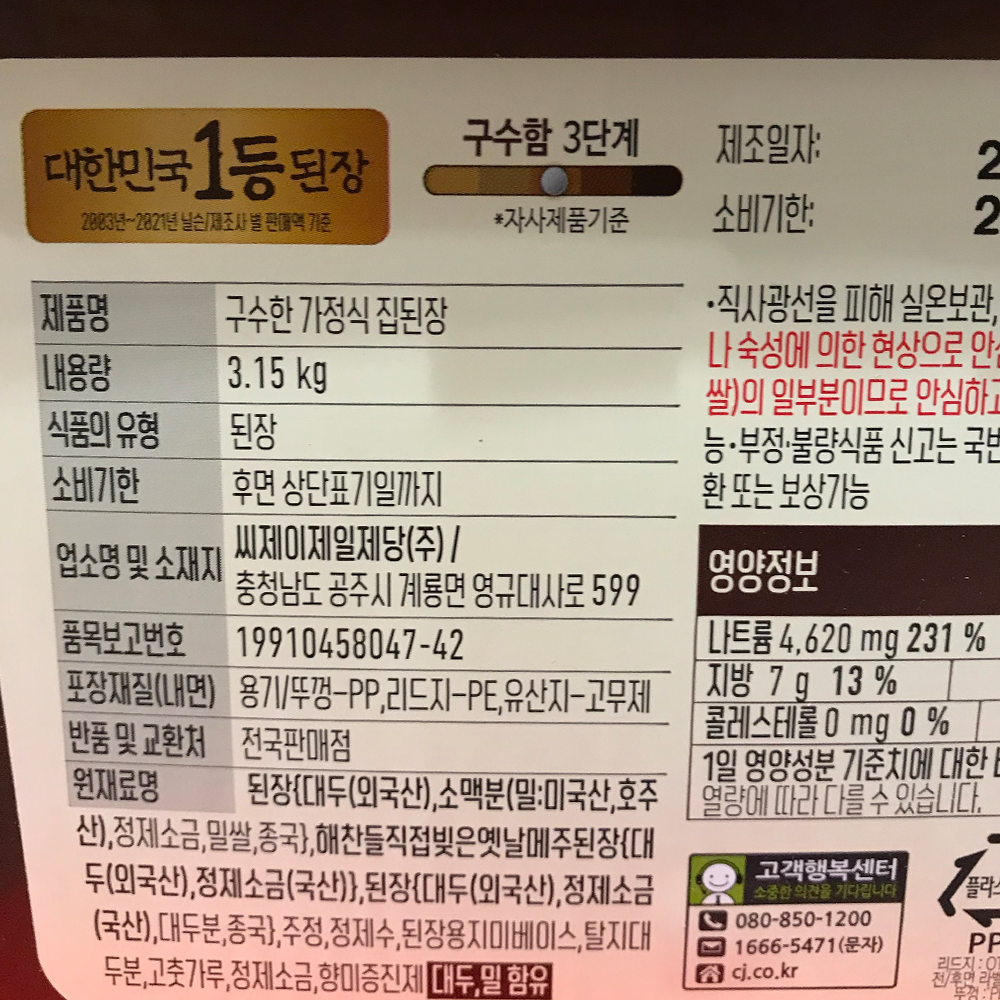 대한민국 1등 된장
2003년~2021년 닐슨/제조사 별 판매액 기준
구수함 3단계
*자사제품기준
제조일자:
소비기한:
제품명 구수한 가정식 집된장
내용량 3.15 kg
식품의 유형 된장
소비기한 후면 상단표기일까지
업소명 및 소재지 씨제이제일제당(주) /
충청남도 공주시 계룡면 영규대사로 599
품목보고번호 19910458047-42
포장재질(내면) 용기/뚜껑-PP,리드지-PE,유산지-고무제
반품 및 교환처 전국판매점
원재료명 된장{대두(외국산),소맥분(밀:미국산,호주
산),정제소금,밀쌀,종국},해찬들직접빚은옛날메주된장{대
두(외국산),정제소금(국산)},된장{대두(외국산),정제소금
(국산),대두분,종국},주정,정제수,된장용지미베이스,탈지대
두분,고춧가루,정제소금,향미증진제 대두,밀 함유
•직사광선을 피해 실온보관,
나 숙성에 의한 현상으로
쌀)의 일부분이므로 안심하고
능•부정•불량식품 신고는
환 또는 보상가능
영양정보
나트륨 4,620 mg 231 %
지방 7 g 13 %
콜레스테롤 0 mg 0 %
1일 영양성분 기준치에 대한
열량에 따라 다를 수 있습니다.
고객행복센터
소중한 의견을 기다립니다
080-850-1200
1666-5471(문자)
cj.co.kr
PP
리드지:
뚜껑: